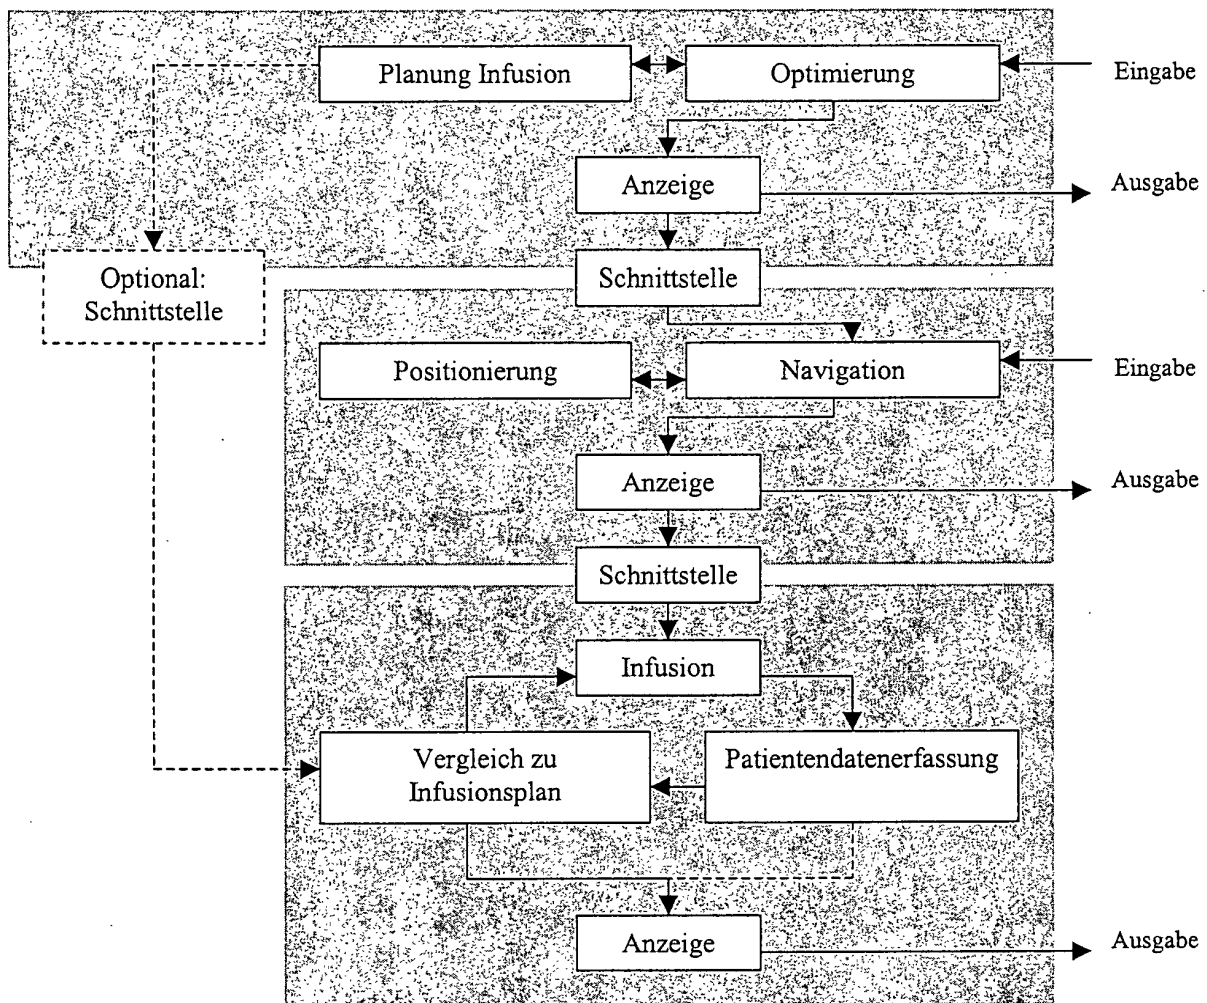 Planung Infusion
Optimierung
Eingabe
Anzeige
Ausgabe
Optional:
Schnittstelle
Schnittstelle
Positionierung
Navigation
Eingabe
Anzeige
Ausgabe
Schnittstelle
Infusion
Vergleich zu
Infusionsplan
Patientendatenerfassung
Anzeige
Ausgabe